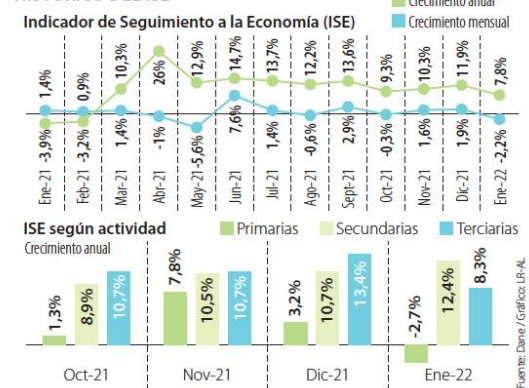 Crecimiento anual
Indicador de Seguimiento a la Economía (ISE)
Crecimiento mensual
1,4% 0,9% 10,3% 26% 12,9% 14,7% 13,7% 12,2% 13,6% 9,3% 10,3% 11,9% 7,8%
-3,9% -3,2% 1,4% -1% -5,6% 7,6% 1,4% -0,6% 2,9% -0,3% 1,6% 1,9% -2,2%
Ene-21 Feb-21 Mar-21 Abr-21 May-21 Jun-21 Jul-21 Ago-21 Sept-21 Oct-21 Nov-21 Dic-21 Ene-22
ISE según actividad
Primarias Secundarias Terciarias
Crecimiento anual
1,3% 8,9% 10,7% 7,8% 10,5% 10,7% 3,2% 10,7% 13,4% -2,7% 12,4% 8,3%
Oct-21 Nov-21 Dic-21 Ene-22
Fuente: Dane / Gráfico: LR-AL